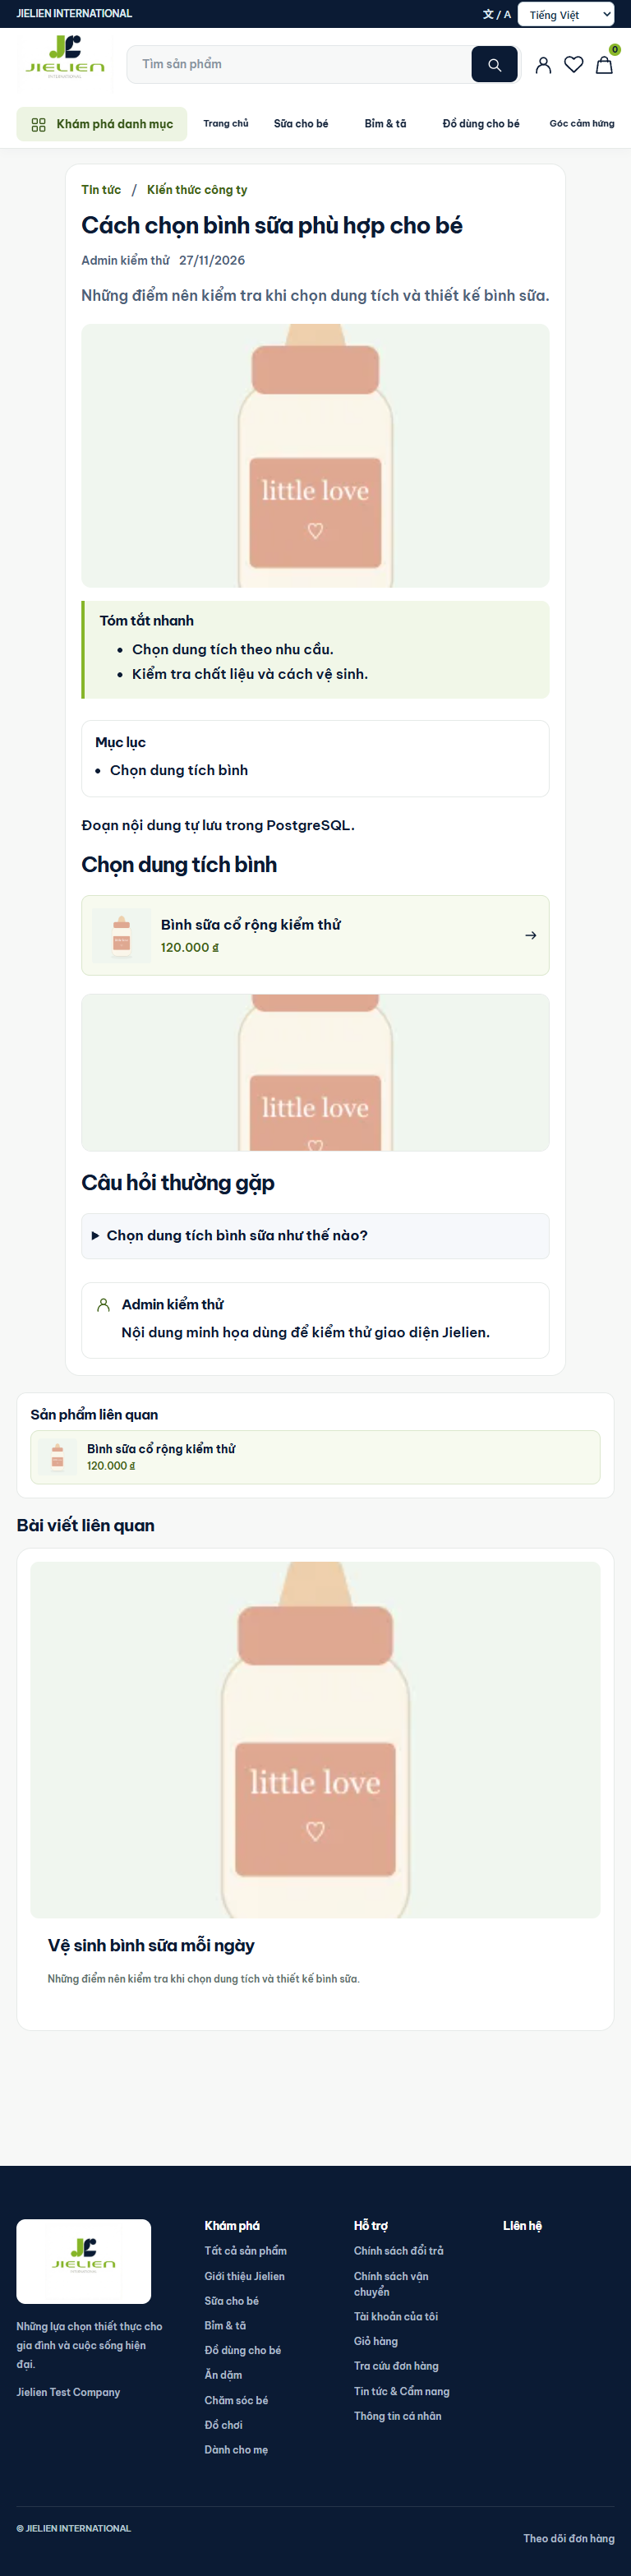 JIELIEN INTERNATIONAL
文 / A Tiếng Việt
JIELIEN
INTERNATIONAL
Tìm sản phẩm
0
Khám phá danh mục
Trang chủ
Sữa cho bé
Bỉm & tã
Đồ dùng cho bé
Góc cảm hứng
Tin tức / Kiến thức công ty
Cách chọn bình sữa phù hợp cho bé
Admin kiểm thử 27/11/2026
Những điểm nên kiểm tra khi chọn dung tích và thiết kế bình sữa.
little love
Tóm tắt nhanh
Chọn dung tích theo nhu cầu.
Kiểm tra chất liệu và cách vệ sinh.
Mục lục
Chọn dung tích bình
Đoạn nội dung tự lưu trong PostgreSQL.
Chọn dung tích bình
Bình sữa cổ rộng kiểm thử
120.000 ₫
little love
Câu hỏi thường gặp
Chọn dung tích bình sữa như thế nào?
Admin kiểm thử
Nội dung minh họa dùng để kiểm thử giao diện Jielien.
Sản phẩm liên quan
Bình sữa cổ rộng kiểm thử
120.000 ₫
Bài viết liên quan
little love
Vệ sinh bình sữa mỗi ngày
Những điểm nên kiểm tra khi chọn dung tích và thiết kế bình sữa.
JIELIEN
INTERNATIONAL
Những lựa chọn thiết thực cho
gia đình và cuộc sống hiện
đại.
Jielien Test Company
Khám phá
Tất cả sản phẩm
Giới thiệu Jielien
Sữa cho bé
Bỉm & tã
Đồ dùng cho bé
Ăn dặm
Chăm sóc bé
Đồ chơi
Dành cho mẹ
Hỗ trợ
Chính sách đổi trả
Chính sách vận
chuyển
Tài khoản của tôi
Giỏ hàng
Tra cứu đơn hàng
Tin tức & Cẩm nang
Thông tin cá nhân
Liên hệ
© JIELIEN INTERNATIONAL
Theo dõi đơn hàng